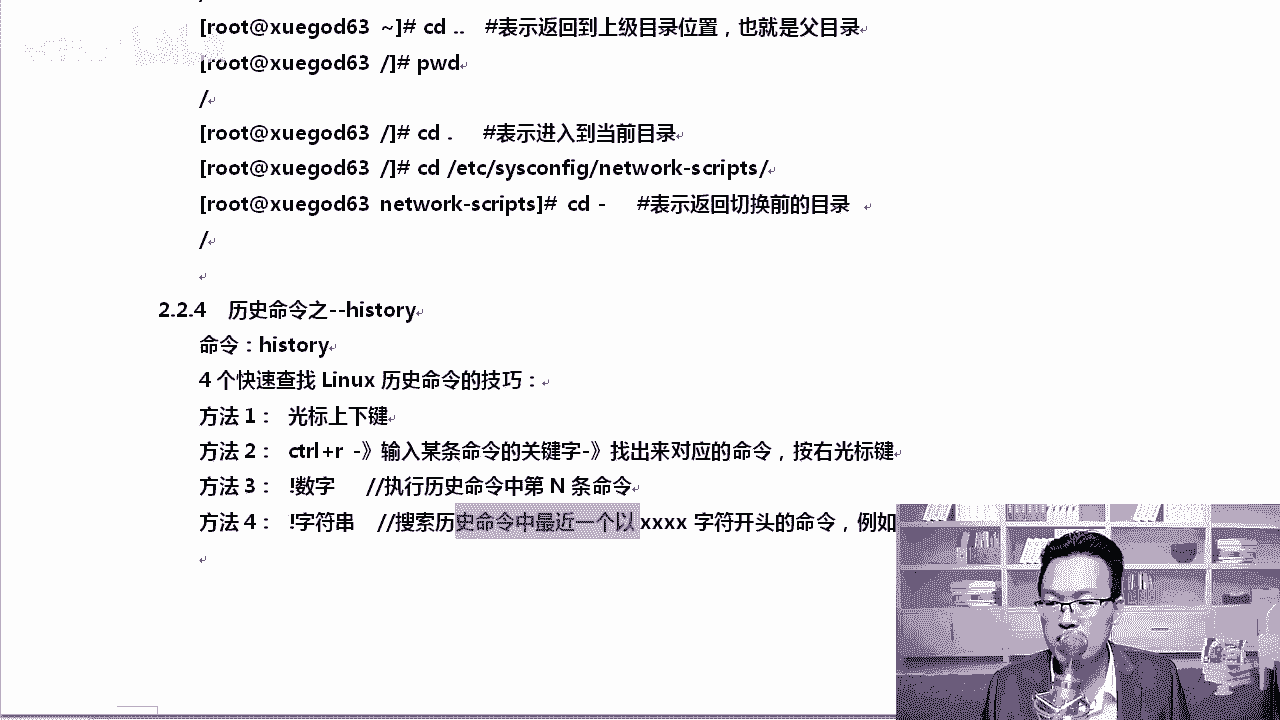 [root@xuegod63 ~]# cd .. #表示返回到上级目录位置，也就是父目录
[root@xuegod63 /]# pwd
/
[root@xuegod63 /]# cd . #表示进入到当前目录
[root@xuegod63 /]# cd /etc/sysconfig/network-scripts/
[root@xuegod63 network-scripts]# cd - #表示返回切换前的目录
/
2.2.4 历史命令之--history
命令：history
4 个快速查找 Linux 历史命令的技巧：
方法 1： 光标上下键
方法 2： ctrl+r -》输入某条命令的关键字-》找出来对应的命令，按右光标键
方法 3： !数字 //执行历史命令中第 N 条命令
方法 4： !字符串 //搜索历史命令中最近一个以 xxxx 字符开头的命令，例如